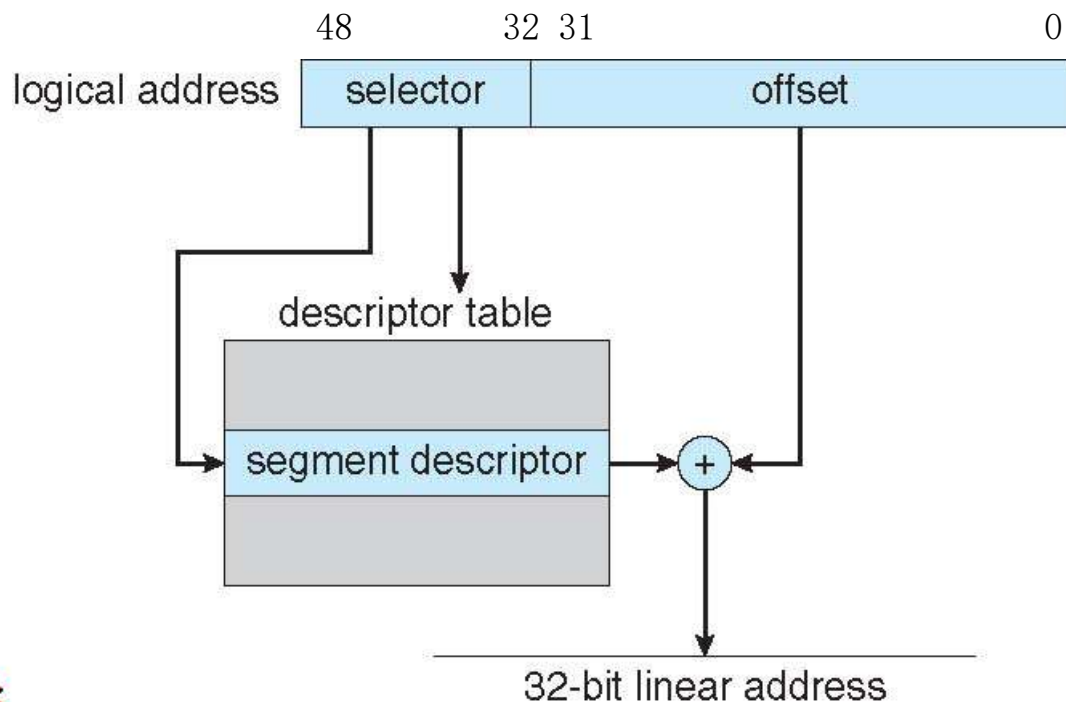 48 32 31 0
logical address selector offset
descriptor table
segment descriptor +
32-bit linear address